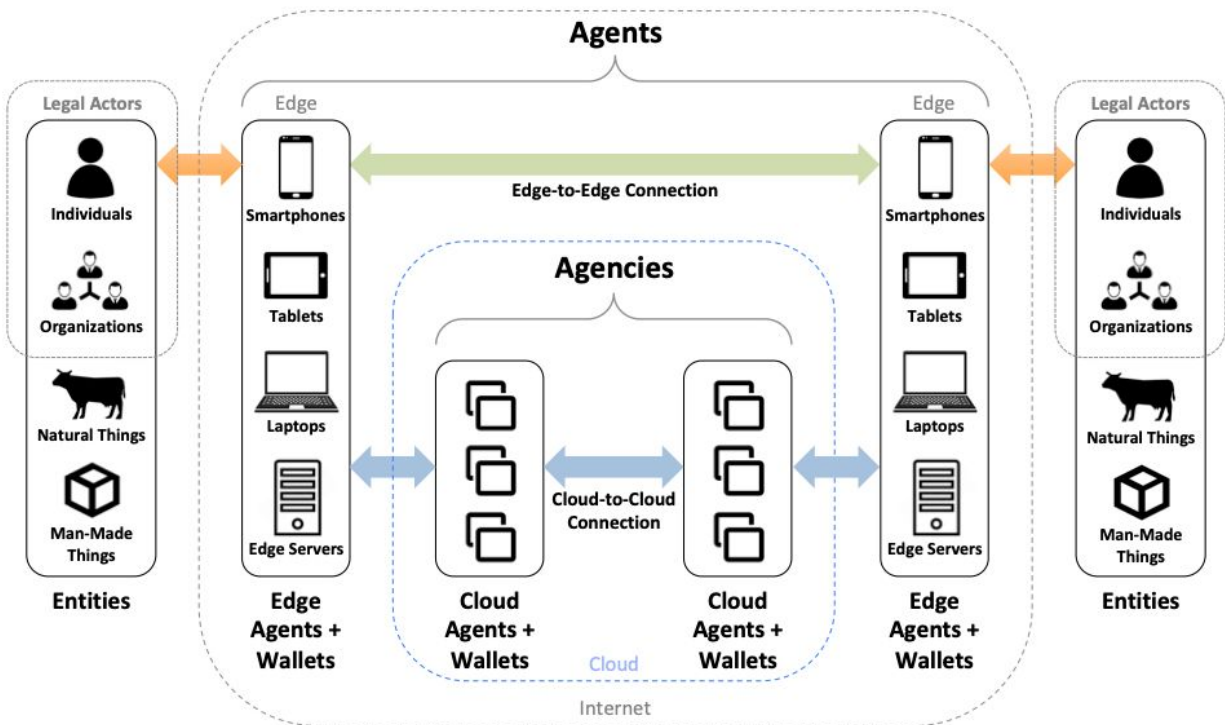 Agents
Legal Actors
Edge
Edge
Legal Actors
Individuals
Smartphones
Edge-to-Edge Connection
Smartphones
Individuals
Agencies
Organizations
Tablets
Tablets
Organizations
Natural Things
Laptops
Laptops
Natural Things
Man-Made
Things
Edge Servers
Cloud-to-Cloud
Connection
Edge Servers
Man-Made
Things
Entities
Edge
Agents +
Wallets
Cloud
Agents +
Wallets
Cloud
Agents +
Wallets
Edge
Agents +
Wallets
Entities
Cloud
Internet